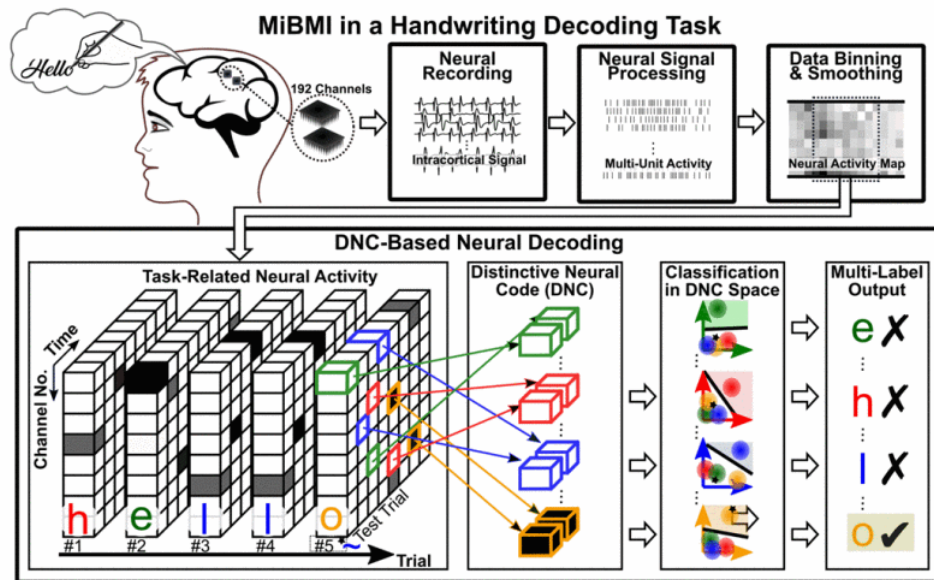 MiBMI in a Handwriting Decoding Task
Hello
192 Channels
Neural
Recording
Intracortical Signal
Neural Signal
Processing
Multi-Unit Activity
Data Binning
& Smoothing
Neural Activity Map
DNC-Based Neural Decoding
Task-Related Neural Activity
Time
Channel No.
h e l l o
#1 #2 #3 #4 #5
Test Trial
Trial
Distinctive Neural
Code (DNC)
Classification
in DNC Space
Multi-Label
Output
e ✗
h ✗
l ✗
o ✓